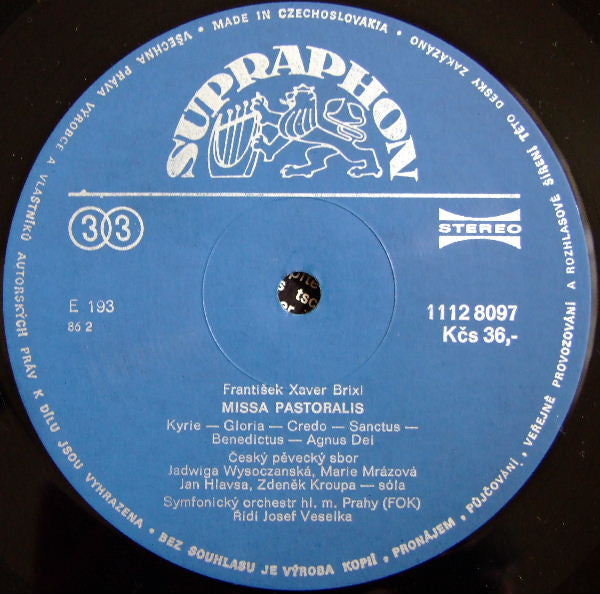 VŠECHNA PRÁVA VÝROBCE A VLASTNÍKŮ AUTORSKÝCH PRÁV K DÍLU JSOU VYHRAZENA • BEZ SOUHLASU JE VÝROBA KOPIÍ, PRONÁJEM, PŮJČOVÁNÍ, VEŘEJNÉ PROVOZOVÁNÍ A ROZHLASOVÉ ŠÍŘENÍ TÉTO DESKY ZAKÁZÁNO • MADE IN CZECHOSLOVAKIA •
SUPRAPHON
33
STEREO
E 193
86 2
1112 8097
Kčs 36,-
František Xaver Brixi
MISSA PASTORALIS
Kyrie — Gloria — Credo — Sanctus —
Benedictus — Agnus Dei
Český pěvecký sbor
Jadwiga Wysoczanská, Marie Mrázová
Jan Hlavsa, Zdeněk Kroupa — sóla
Symfonický orchestr hl. m. Prahy (FOK)
Řídí Josef Veselka